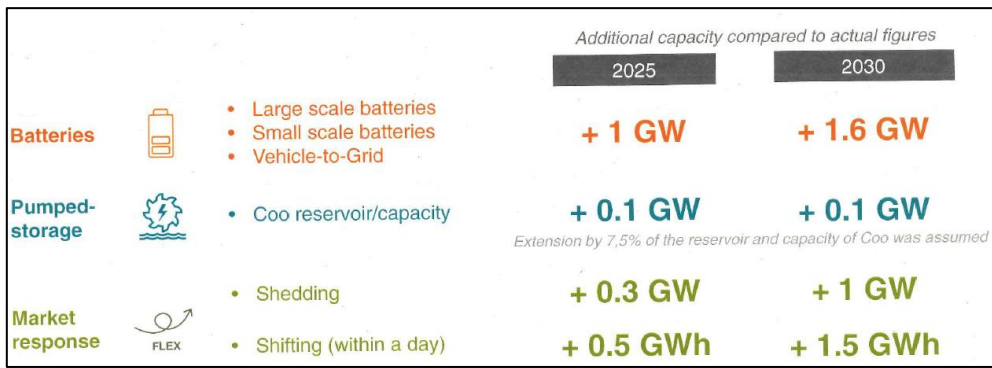 Additional capacity compared to actual figures
2025 2030
• Large scale batteries
Batteries • Small scale batteries + 1 GW + 1.6 GW
• Vehicle-to-Grid
Pumped-
storage • Coo reservoir/capacity + 0.1 GW + 0.1 GW
Extension by 7,5% of the reservoir and capacity of Coo was assumed
• Shedding + 0.3 GW + 1 GW
Market
response FLEX • Shifting (within a day) + 0.5 GWh + 1.5 GWh